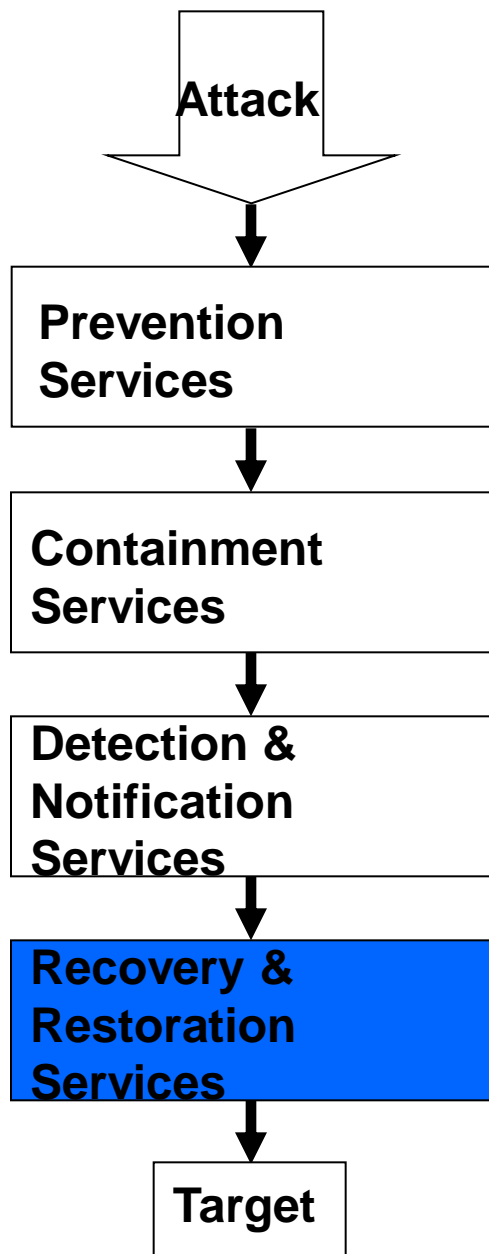 Attack
Prevention
Services
Containment
Services
Detection &
Notification
Services
Recovery &
Restoration
Services
Target